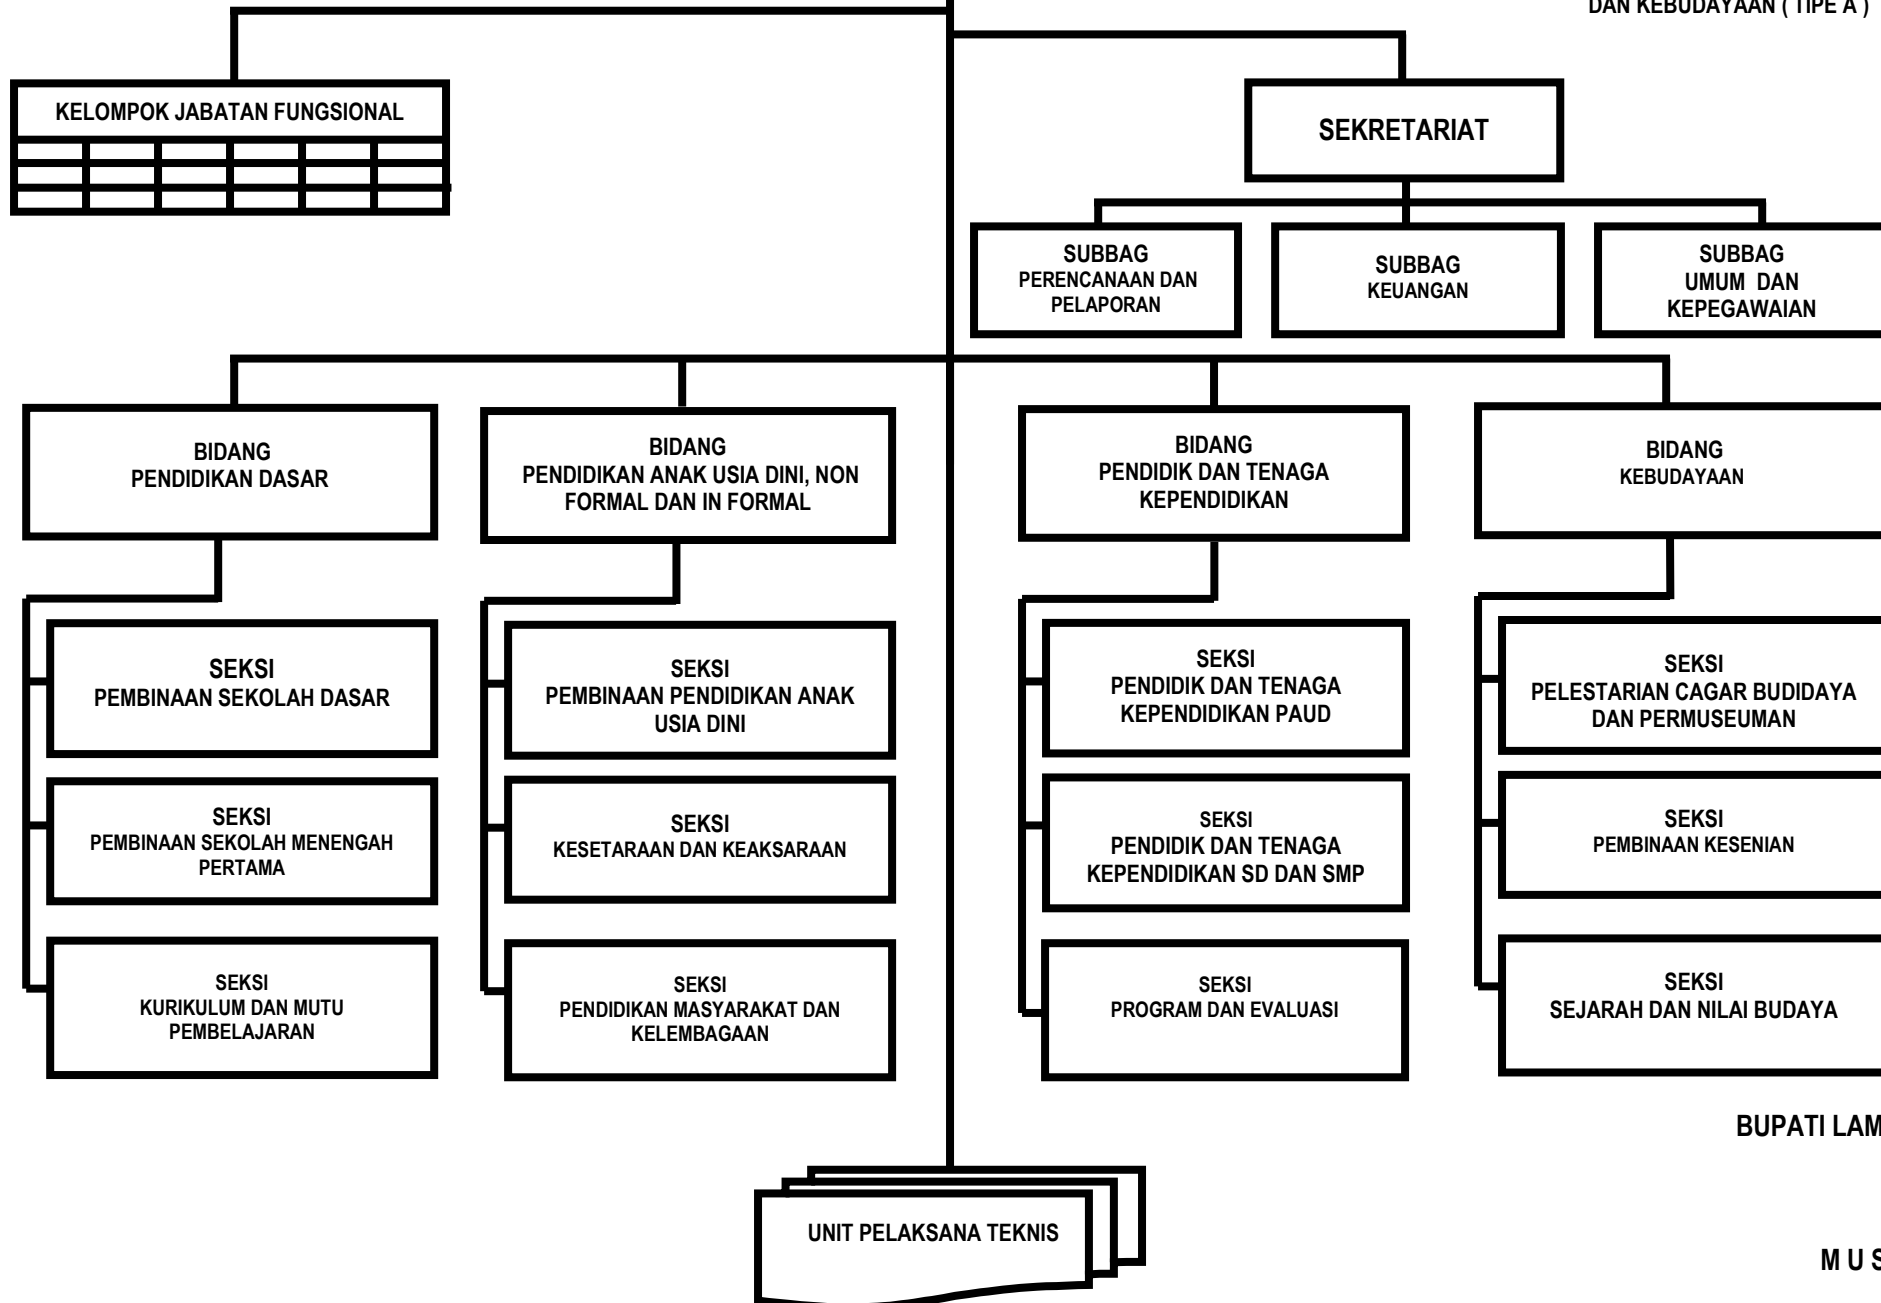 DAN KEBUDAYAAN ( TIPE A )
KELOMPOK JABATAN FUNGSIONAL
SEKRETARIAT
SUBBAG
PERENCANAAN DAN
PELAPORAN
SUBBAG
KEUANGAN
SUBBAG
UMUM DAN
KEPEGAWAIAN
BIDANG
PENDIDIKAN DASAR
BIDANG
PENDIDIKAN ANAK USIA DINI, NON
FORMAL DAN IN FORMAL
BIDANG
PENDIDIK DAN TENAGA
KEPENDIDIKAN
BIDANG
KEBUDAYAAN
SEKSI
PEMBINAAN SEKOLAH DASAR
SEKSI
PEMBINAAN PENDIDIKAN ANAK
USIA DINI
SEKSI
PENDIDIK DAN TENAGA
KEPENDIDIKAN PAUD
SEKSI
PELESTARIAN CAGAR BUDIDAYA
DAN PERMUSEUMAN
SEKSI
PEMBINAAN SEKOLAH MENENGAH
PERTAMA
SEKSI
KESETARAAN DAN KEAKSARAAN
SEKSI
PENDIDIK DAN TENAGA
KEPENDIDIKAN SD DAN SMP
SEKSI
PEMBINAAN KESENIAN
SEKSI
KURIKULUM DAN MUTU
PEMBELAJARAN
SEKSI
PENDIDIKAN MASYARAKAT DAN
KELEMBAGAAN
SEKSI
PROGRAM DAN EVALUASI
SEKSI
SEJARAH DAN NILAI BUDAYA
BUPATI LAM
UNIT PELAKSANA TEKNIS
M U S